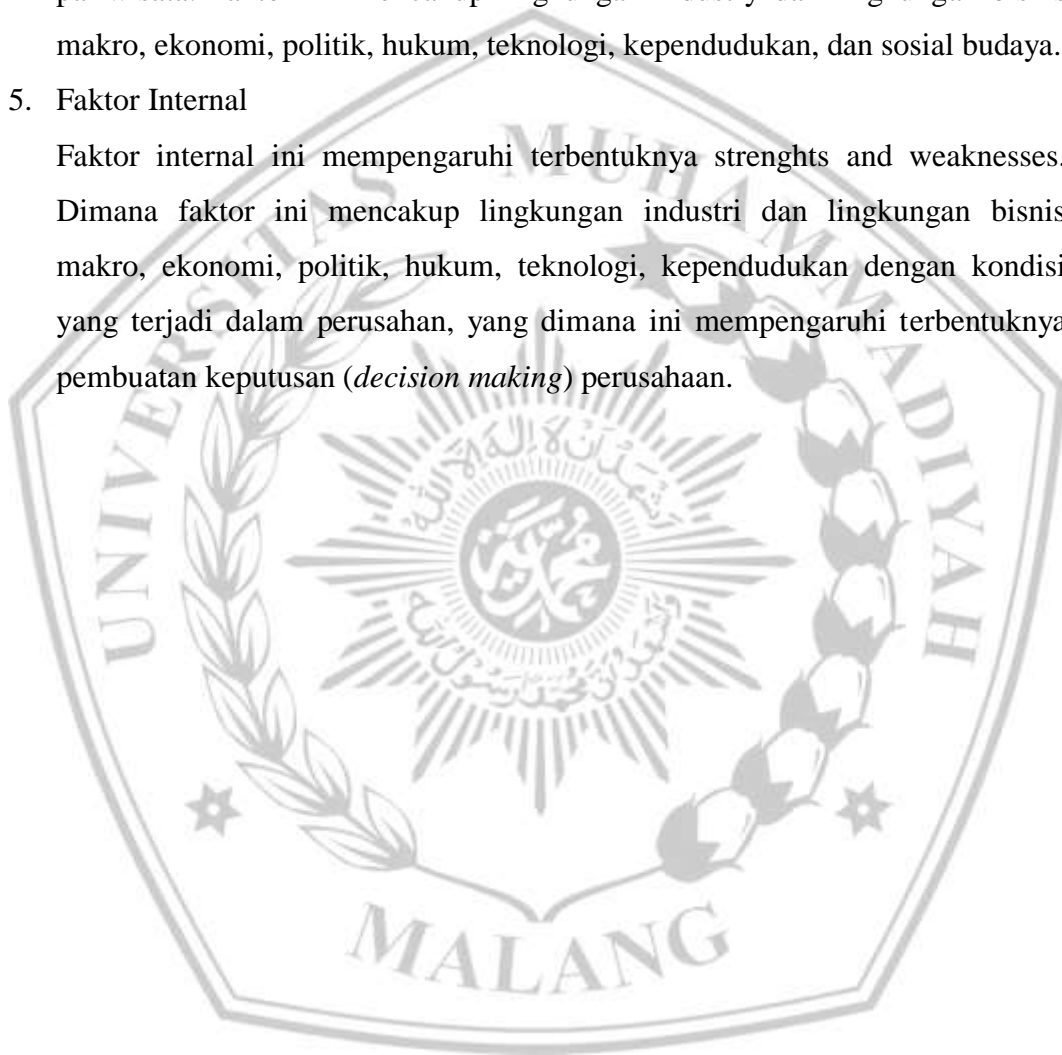 makro, ekonomi, politik, hukum, teknologi, kependudukan, dan sosial budaya.
5. Faktor Internal
Faktor internal ini mempengaruhi terbentuknya strenghts and weaknesses.
Dimana faktor ini mencakup lingkungan industri dan lingkungan bisnis
makro, ekonomi, politik, hukum, teknologi, kependudukan dengan kondisi
yang terjadi dalam perusahan, yang dimana ini mempengaruhi terbentuknya
pembuatan keputusan (decision making) perusahaan.
UNIVERSITAS MUHAMMADIYAH
MALANG